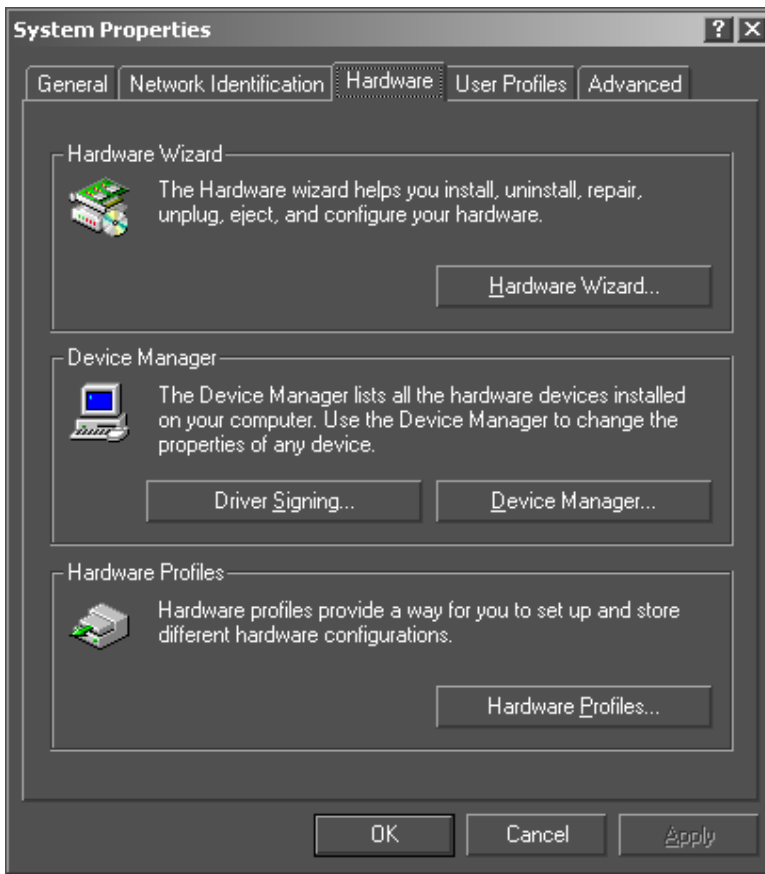 System Properties
General Network Identification Hardware User Profiles Advanced
Hardware Wizard
The Hardware wizard helps you install, uninstall, repair,
unplug, eject, and configure your hardware.
Hardware Wizard...
Device Manager
The Device Manager lists all the hardware devices installed
on your computer. Use the Device Manager to change the
properties of any device.
Driver Signing... Device Manager...
Hardware Profiles
Hardware profiles provide a way for you to set up and store
different hardware configurations.
Hardware Profiles...
OK Cancel Apply